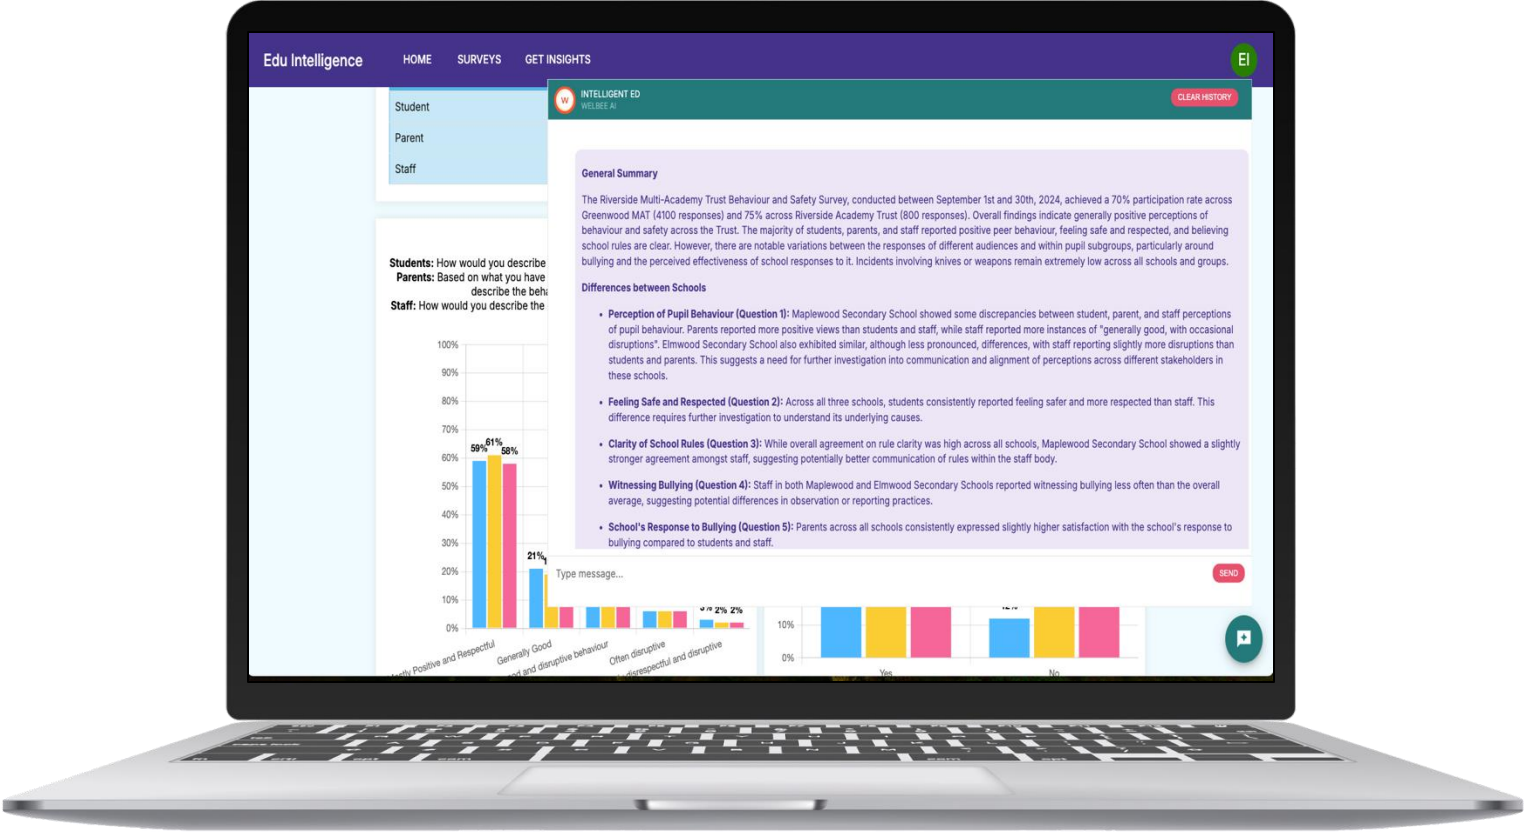 Edu Intelligence
HOME
SURVEYS
GET INSIGHTS
EI
Student
Parent
Staff
INTELLIGENT ED
WELBEE AI
CLEAR HISTORY
General Summary
The Riverside Multi-Academy Trust Behaviour and Safety Survey, conducted between September 1st and 30th, 2024, achieved a 70% participation rate across
Greenwood MAT (4100 responses) and 75% across Riverside Academy Trust (800 responses). Overall findings indicate generally positive perceptions of
behaviour and safety across the Trust. The majority of students, parents, and staff reported positive peer behaviour, feeling safe and respected, and believing
school rules are clear. However, there are notable variations between the responses of different audiences and within pupil subgroups, particularly around
bullying and the perceived effectiveness of school responses to it. Incidents involving knives or weapons remain extremely low across all schools and groups.
Differences between Schools
• Perception of Pupil Behaviour (Question 1): Maplewood Secondary School showed some discrepancies between student, parent, and staff perceptions
of pupil behaviour. Parents reported more positive views than students and staff, while staff reported more instances of "generally good, with occasional
disruptions". Elmwood Secondary School also exhibited similar, although less pronounced, differences, with staff reporting slightly more disruptions than
students and parents. This suggests a need for further investigation into communication and alignment of perceptions across different stakeholders in
these schools.
• Feeling Safe and Respected (Question 2): Across all three schools, students consistently reported feeling safer and more respected than staff. This
difference requires further investigation to understand its underlying causes.
• Clarity of School Rules (Question 3): While overall agreement on rule clarity was high across all schools, Maplewood Secondary School showed a slightly
stronger agreement amongst staff, suggesting potentially better communication of rules within the staff body.
• Witnessing Bullying (Question 4): Staff in both Maplewood and Elmwood Secondary Schools reported witnessing bullying less often than the overall
average, suggesting potential differences in observation or reporting practices.
• School's Response to Bullying (Question 5): Parents across all schools consistently expressed slightly higher satisfaction with the school's response to
bullying compared to students and staff.
Type message...
SEND
Students: How would you describe
Parents: Based on what you have
describe the beha
Staff: How would you describe the
100%
90%
80%
70%
60%
50%
40%
30%
20%
10%
0%
59%
61%
58%
21%
3%
2%
2%
Mostly Positive and Respectful
Generally Good
ood and disruptive behaviour
Often disruptive
disrespectful and disruptive
10%
0%
12%
Yes
No